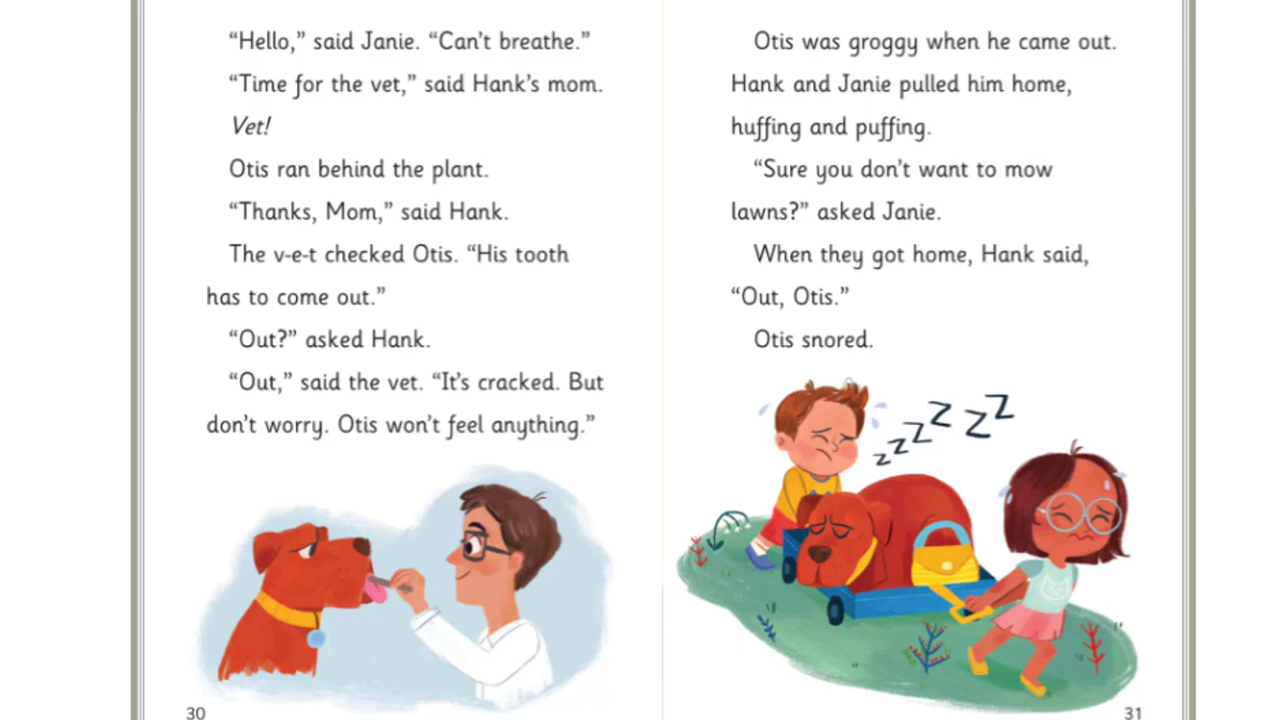 “Hello,” said Janie. “Can’t breathe.”
“Time for the vet,” said Hank’s mom.
Vet!
Otis ran behind the plant.
“Thanks, Mom,” said Hank.
The v-e-t checked Otis. “His tooth
has to come out.”
“Out?” asked Hank.
“Out,” said the vet. “It’s cracked. But
don’t worry. Otis won’t feel anything.”
30
Otis was groggy when he came out.
Hank and Janie pulled him home,
huffing and puffing.
“Sure you don’t want to mow
lawns?” asked Janie.
When they got home, Hank said,
“Out, Otis.”
Otis snored.
zzzzzz
31